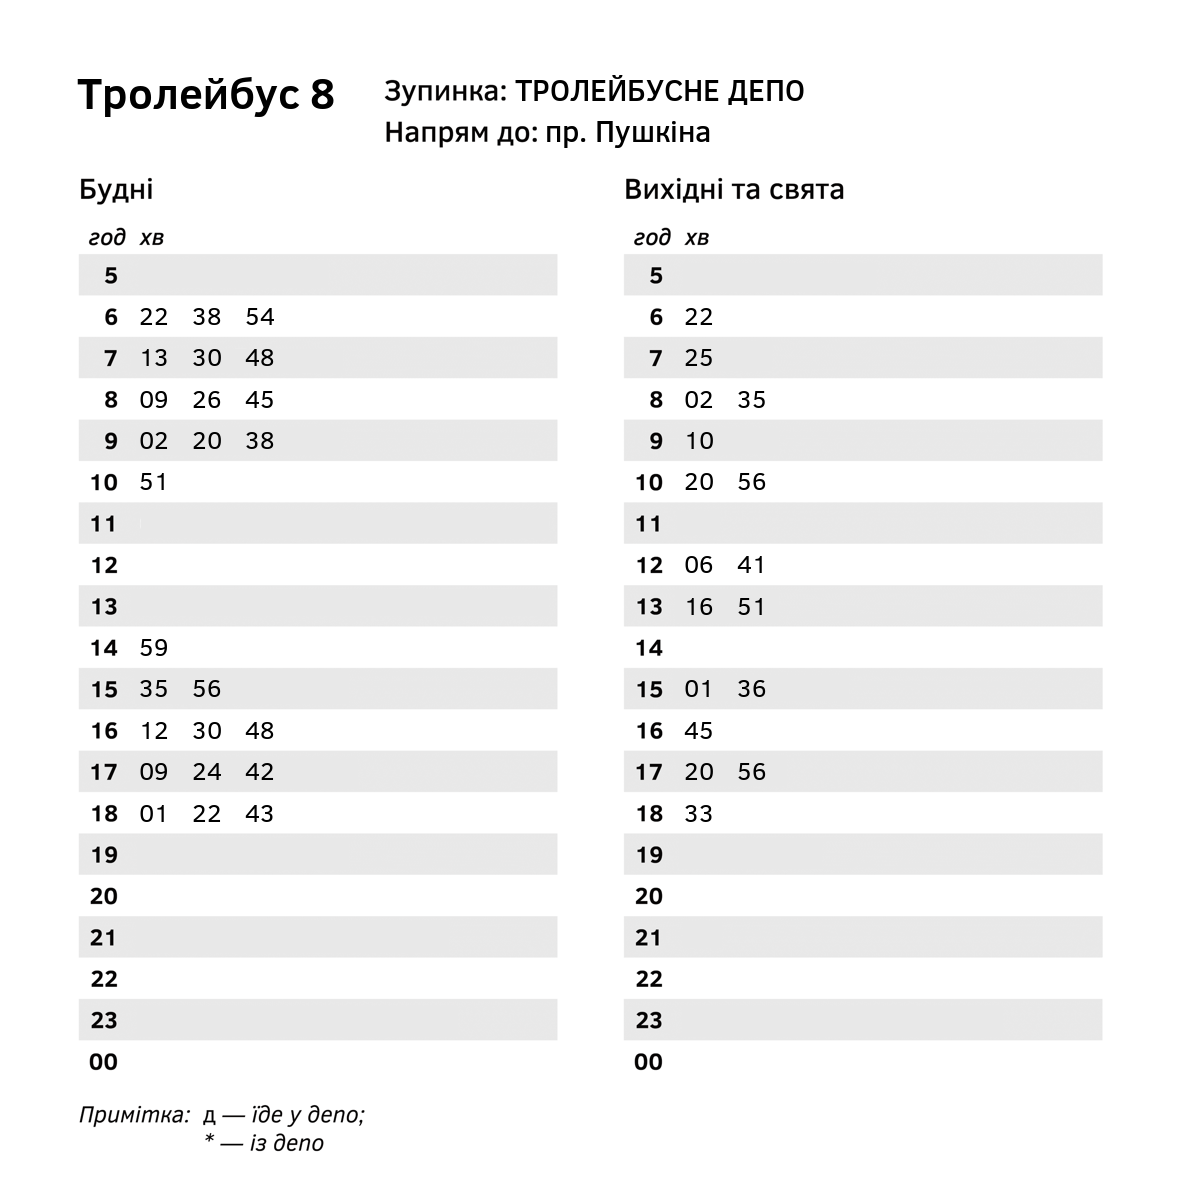 Тролейбус 8
Зупинка: ТРОЛЕЙБУСНЕ ДЕПО
Напрям до: пр. Пушкіна
Будні
год хв
5
6 22 38 54
7 13 30 48
8 09 26 45
9 02 20 38
10 51
11
12
13
14 59
15 35 56
16 12 30 48
17 09 24 42
18 01 22 43
19
20
21
22
23
00
Вихідні та свята
год хв
5
6 22
7 25
8 02 35
9 10
10 20 56
11
12 06 41
13 16 51
14
15 01 36
16 45
17 20 56
18 33
19
20
21
22
23
00
Примітка: д — їде у депо;
* — із депо